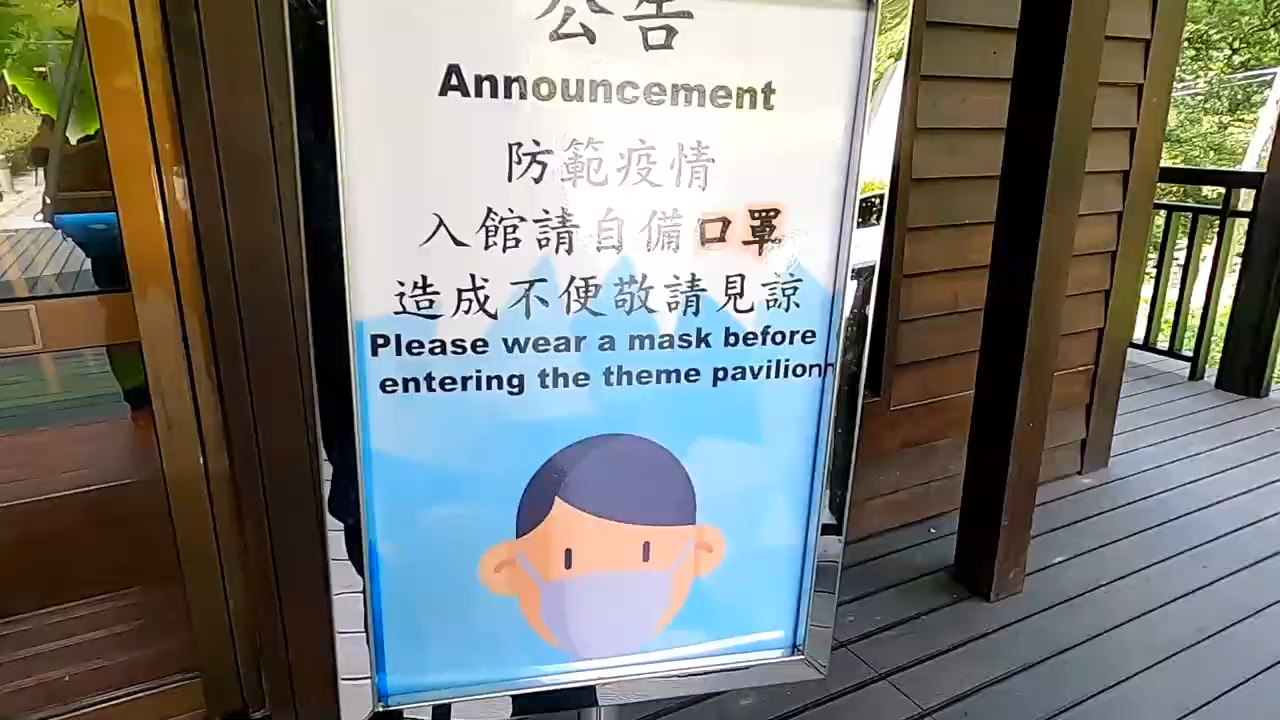 公告
Announcement
防範疫情
入館請自備口罩
造成不便敬請見諒
Please wear a mask before
entering the theme pavilion